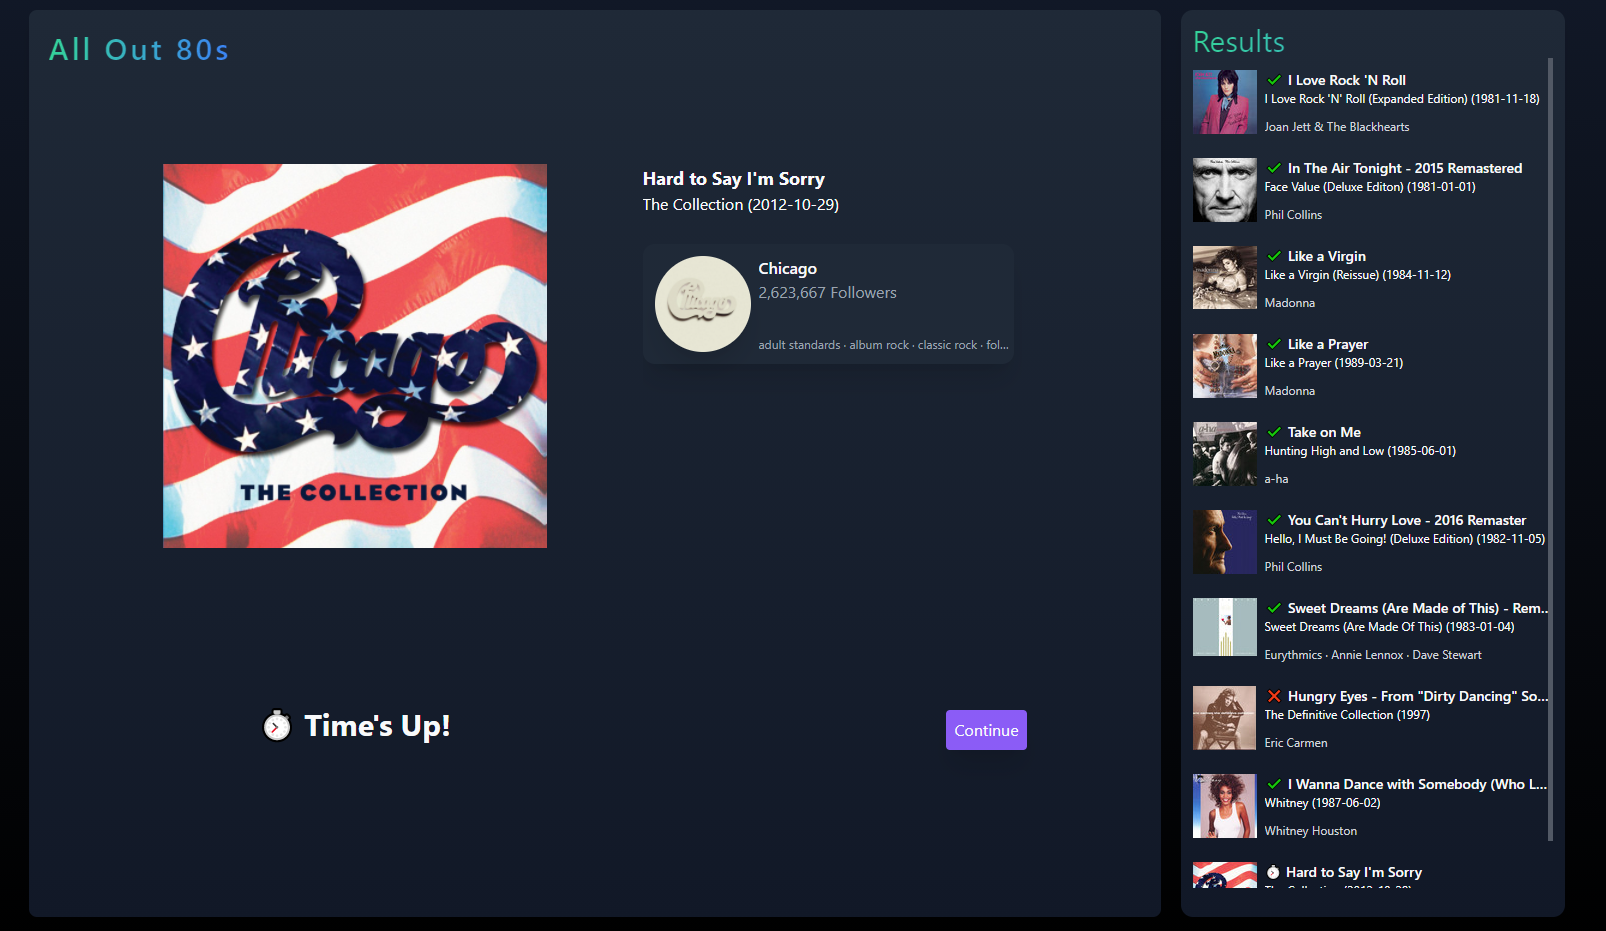 All Out 80s
Chicago
THE COLLECTION
Hard to Say I'm Sorry
The Collection (2012-10-29)
Chicago
Chicago
2,623,667 Followers
adult standards · album rock · classic rock · fol...
Time's Up!
Continue
Results
I Love Rock 'N Roll
I Love Rock 'N' Roll (Expanded Edition) (1981-11-18)
Joan Jett & The Blackhearts
In The Air Tonight - 2015 Remastered
Face Value (Deluxe Editon) (1981-01-01)
Phil Collins
Like a Virgin
Like a Virgin (Reissue) (1984-11-12)
Madonna
Like a Prayer
Like a Prayer (1989-03-21)
Madonna
a-ha
Take on Me
Hunting High and Low (1985-06-01)
a-ha
You Can't Hurry Love - 2016 Remaster
Hello, I Must Be Going! (Deluxe Edition) (1982-11-05)
Phil Collins
Sweet Dreams (Are Made of This) - Rem...
Sweet Dreams (Are Made Of This) (1983-01-04)
Eurythmics · Annie Lennox · Dave Stewart
Hungry Eyes - From "Dirty Dancing" So...
The Definitive Collection (1997)
Eric Carmen
I Wanna Dance with Somebody (Who L...
Whitney (1987-06-02)
Whitney Houston
Hard to Say I'm Sorry
The Collection (2012-10-29)